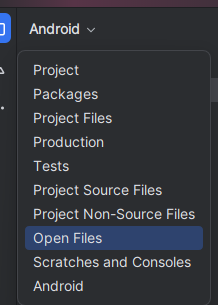 Android
Project
Packages
Project Files
Production
Tests
Project Source Files
Project Non-Source Files
Open Files
Scratches and Consoles
Android